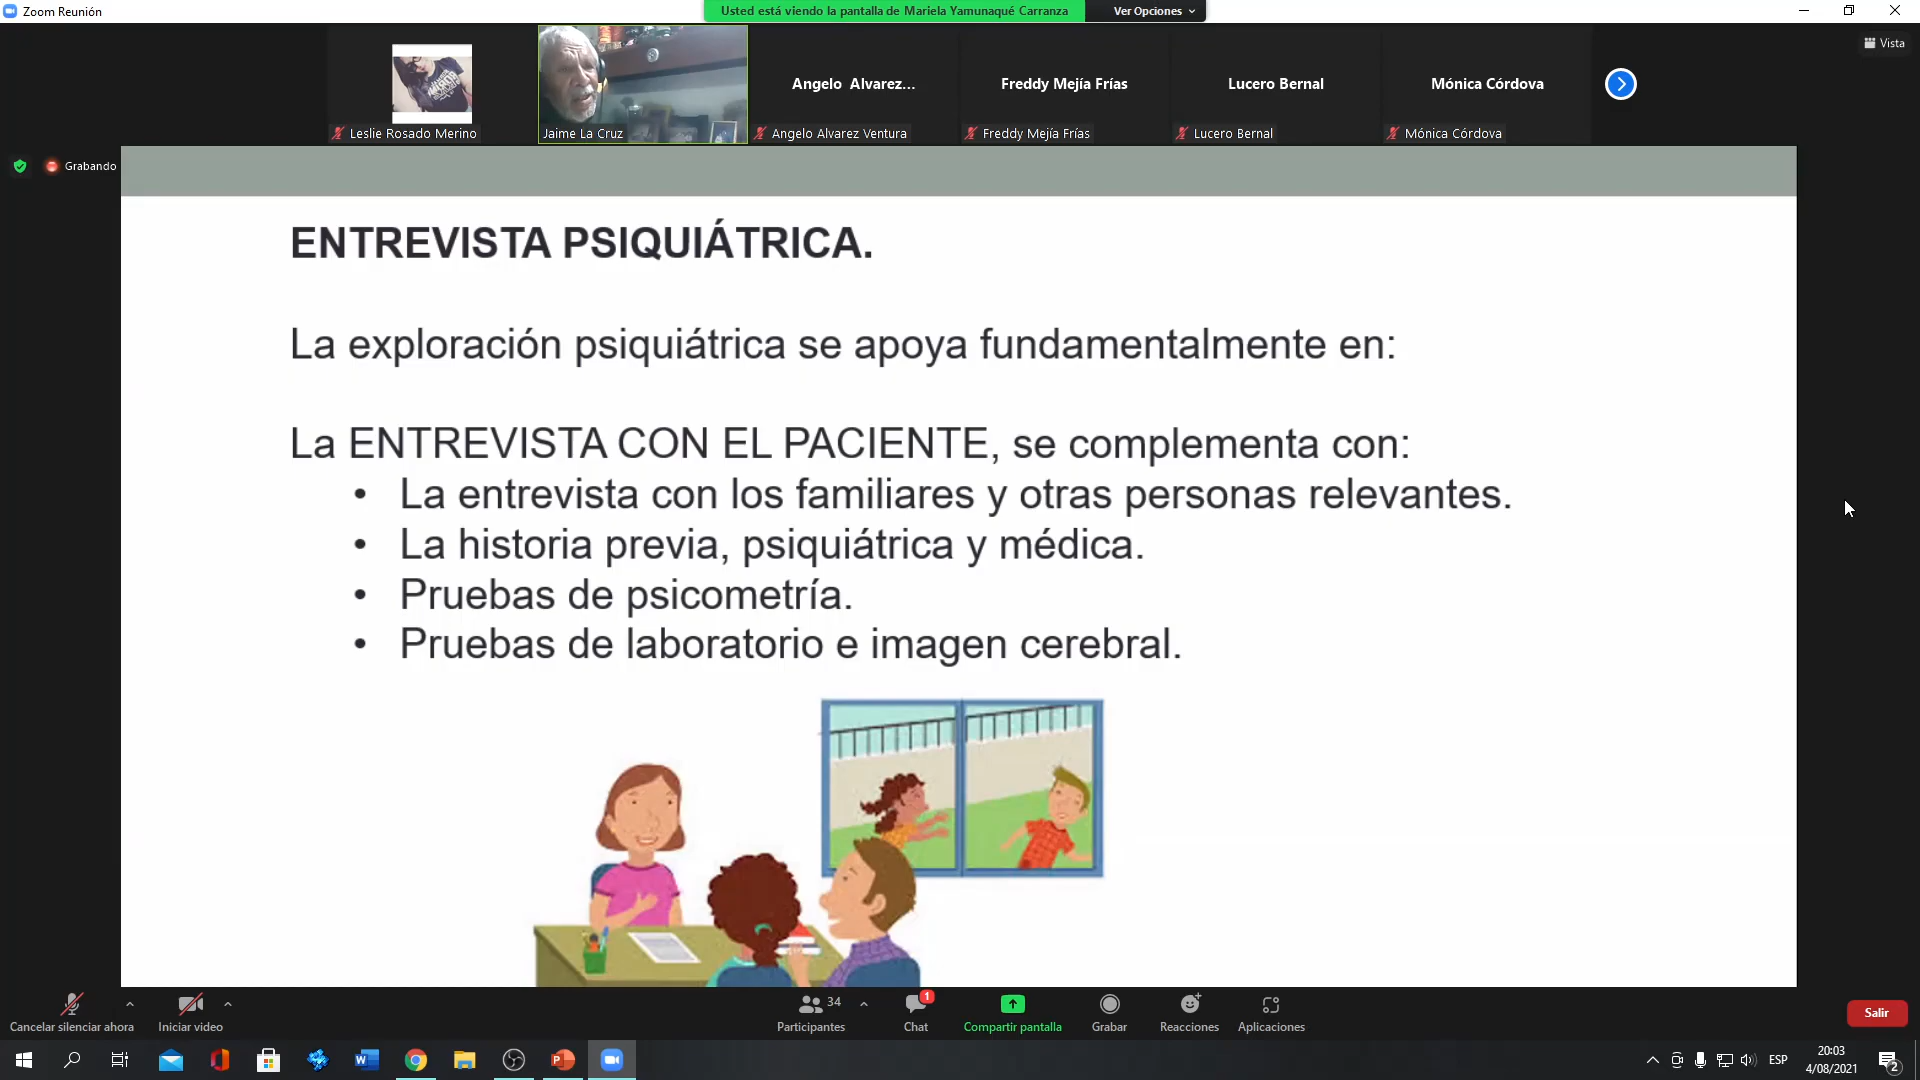 Zoom Reunión
Usted está viendo la pantalla de Mariela Yamunaqué Carranza
Ver Opciones
Vista
Angelo Alvarez...
Freddy Mejía Frías
Lucero Bernal
Mónica Córdova
Leslie Rosado Merino
Jaime La Cruz
Angelo Alvarez Ventura
Freddy Mejía Frías
Lucero Bernal
Mónica Córdova
Grabando
ENTREVISTA PSIQUIÁTRICA.
La exploración psiquiátrica se apoya fundamentalmente en:
La ENTREVISTA CON EL PACIENTE, se complementa con:
• La entrevista con los familiares y otras personas relevantes.
• La historia previa, psiquiátrica y médica.
• Pruebas de psicometría.
• Pruebas de laboratorio e imagen cerebral.
34
1
Cancelar silenciar ahora
Iniciar video
Participantes
Chat
Compartir pantalla
Grabar
Reacciones
Aplicaciones
Salir
ESP
20:03
4/08/2021
2